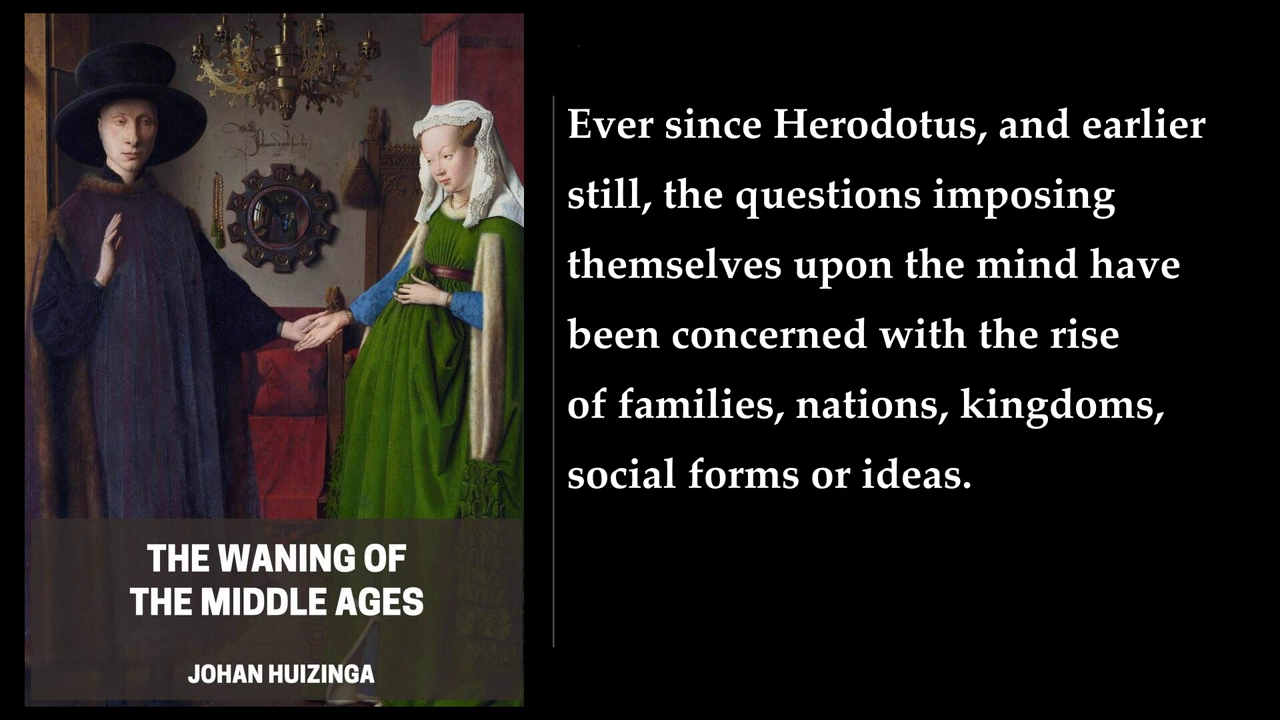 THE WANING OF
THE MIDDLE AGES
JOHAN HUIZINGA
Ever since Herodotus, and earlier
still, the questions imposing
themselves upon the mind have
been concerned with the rise
of families, nations, kingdoms,
social forms or ideas.